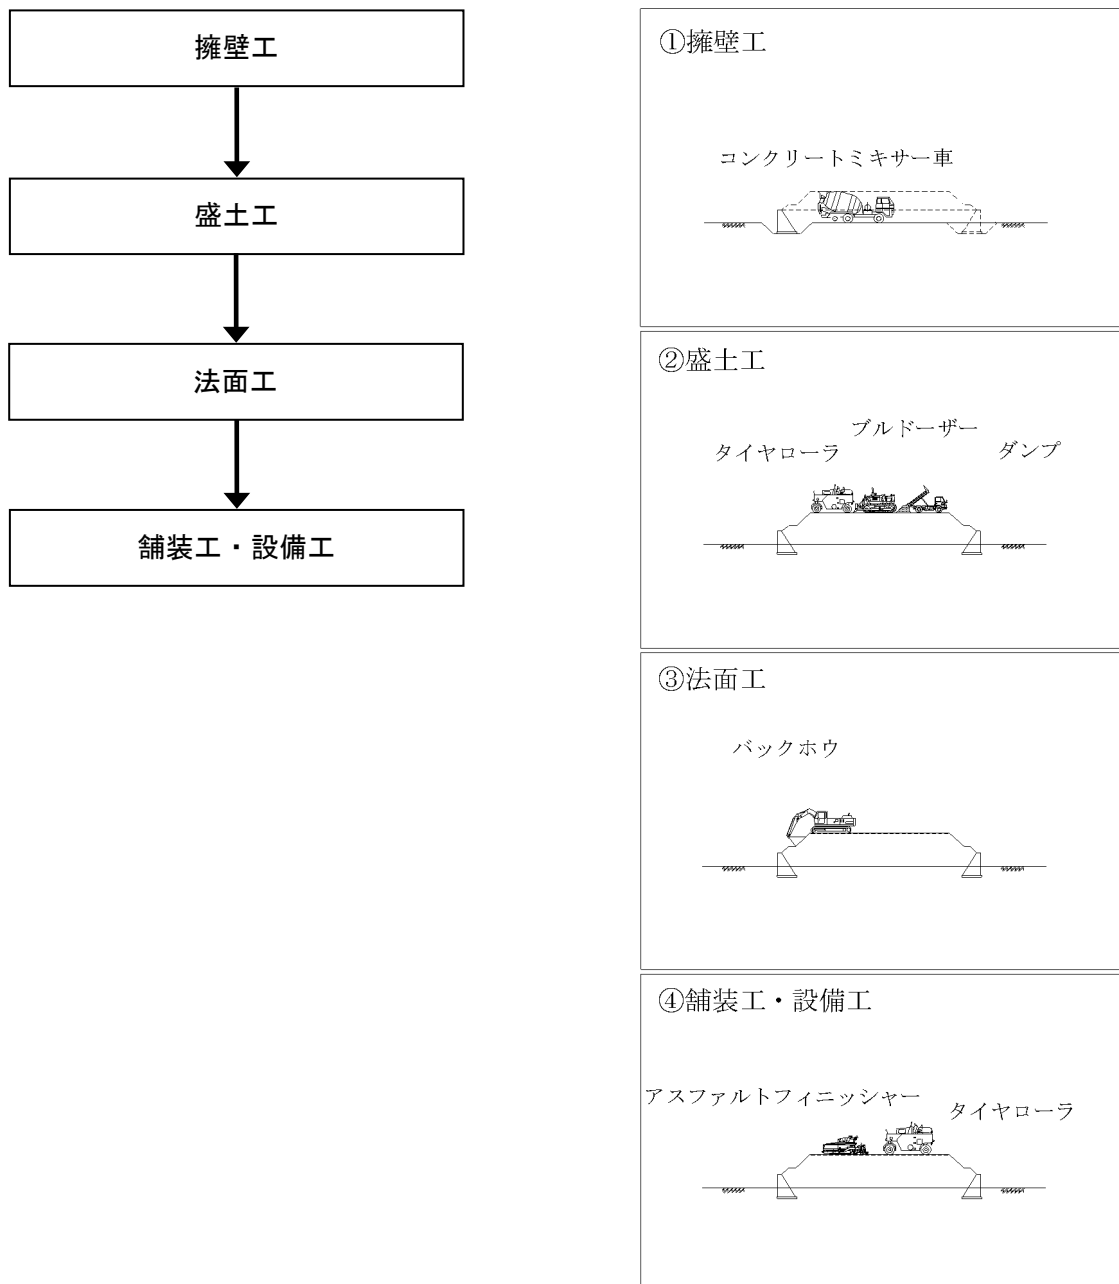 擁壁工
盛土工
法面工
舗装工・設備工
①擁壁工
コンクリートミキサー車
②盛土工
ブルドーザー
タイヤローラ
ダンプ
③法面工
バックホウ
④舗装工・設備工
アスファルトフィニッシャー
タイヤローラ